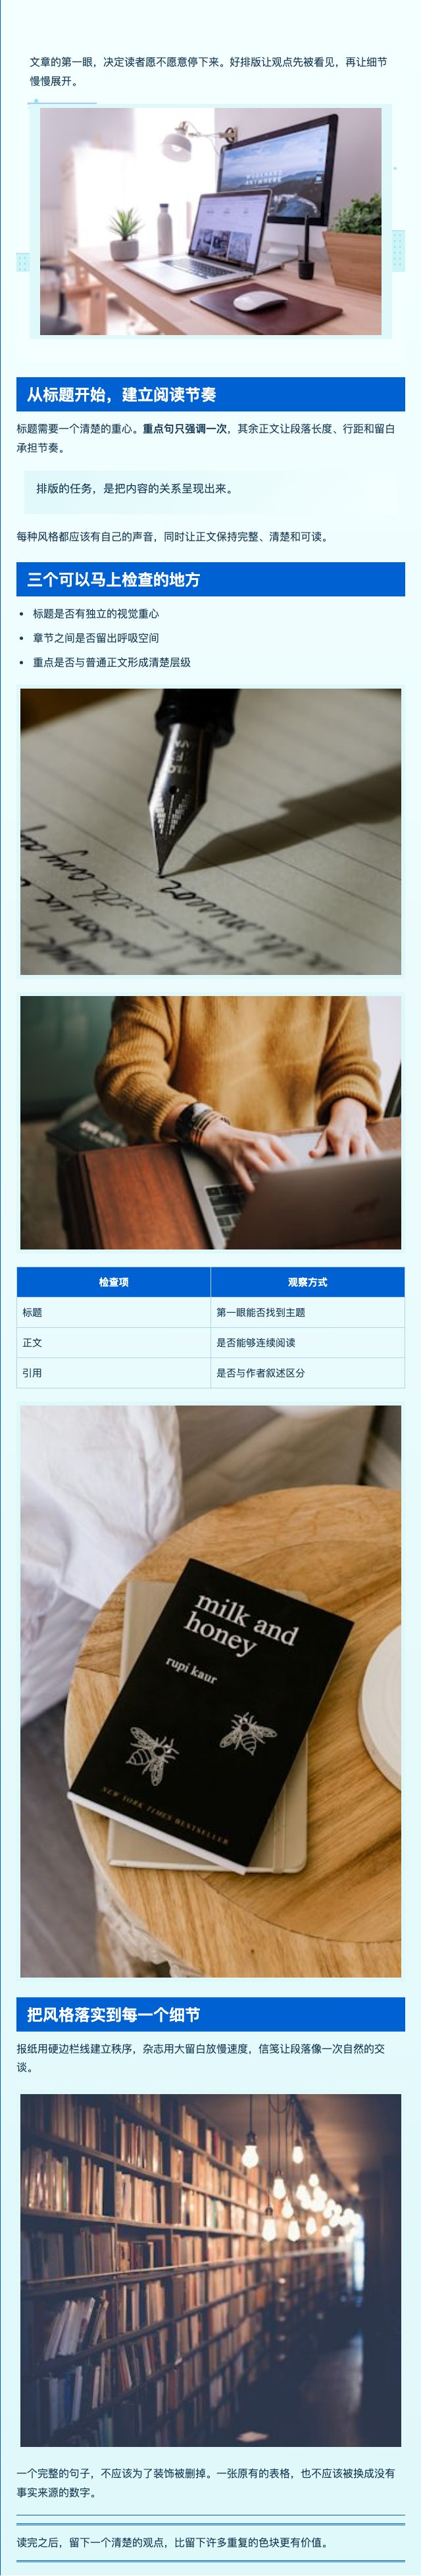 文章的第一眼，决定读者愿不愿意停下来。好排版让观点先被看见，再让细节
慢慢展开。
从标题开始，建立阅读节奏
标题需要一个清楚的重心。重点句只强调一次，其余正文让段落长度、行距和留白
承担节奏。
排版的任务，是把内容的关系呈现出来。
每种风格都应该有自己的声音，同时让正文保持完整、清楚和可读。
三个可以马上检查的地方
• 标题是否有独立的视觉重心
• 章节之间是否留出呼吸空间
• 重点是否与普通正文形成清楚层级
检查项 观察方式
标题 第一眼能否找到主题
正文 是否能够连续阅读
引用 是否与作者叙述区分
milk and
honey
rupi kaur
NEW YORK TIMES BESTSELLER
把风格落实到每一个细节
报纸用硬边栏线建立秩序，杂志用大留白放慢速度，信笺让段落像一次自然的交
谈。
一个完整的句子，不应该为了装饰被删掉。一张原有的表格，也不应该被换成没有
事实来源的数字。
读完之后，留下一个清楚的观点，比留下许多重复的色块更有价值。